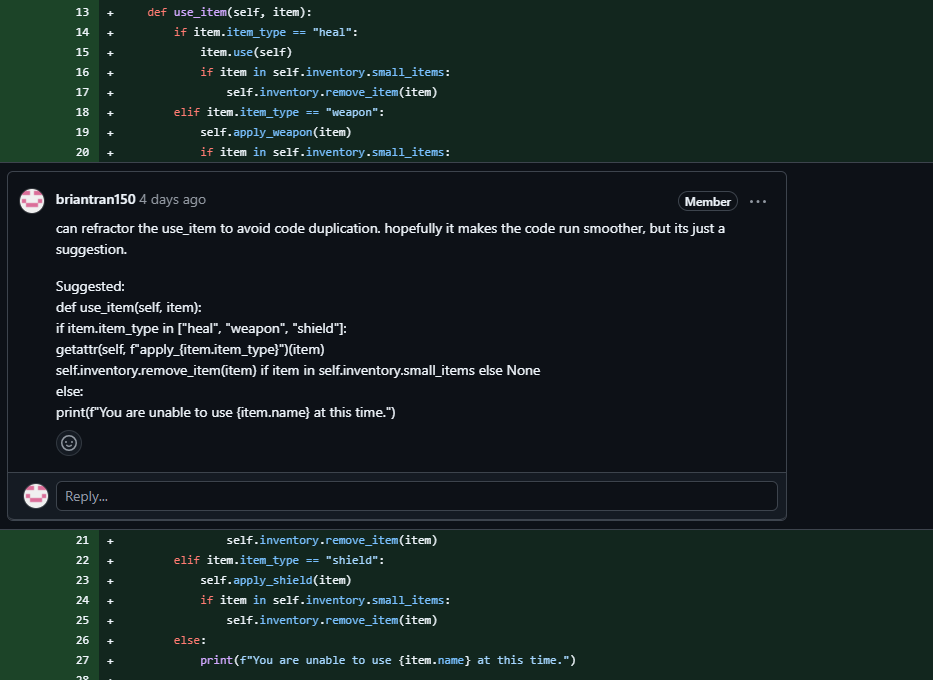 13 + def use_item(self, item):
14 + if item.item_type == "heal":
15 + item.use(self)
16 + if item in self.inventory.small_items:
17 + self.inventory.remove_item(item)
18 + elif item.item_type == "weapon":
19 + self.apply_weapon(item)
20 + if item in self.inventory.small_items:
briantran150 4 days ago Member ...
can refractor the use_item to avoid code duplication. hopefully it makes the code run smoother, but its just a
suggestion.
Suggested:
def use_item(self, item):
if item.item_type in ["heal", "weapon", "shield"]:
getattr(self, f"apply_{item.item_type}")(item)
self.inventory.remove_item(item) if item in self.inventory.small_items else None
else:
print(f"You are unable to use {item.name} at this time.")
Reply...
21 + self.inventory.remove_item(item)
22 + elif item.item_type == "shield":
23 + self.apply_shield(item)
24 + if item in self.inventory.small_items:
25 + self.inventory.remove_item(item)
26 + else:
27 + print(f"You are unable to use {item.name} at this time.")
28 +